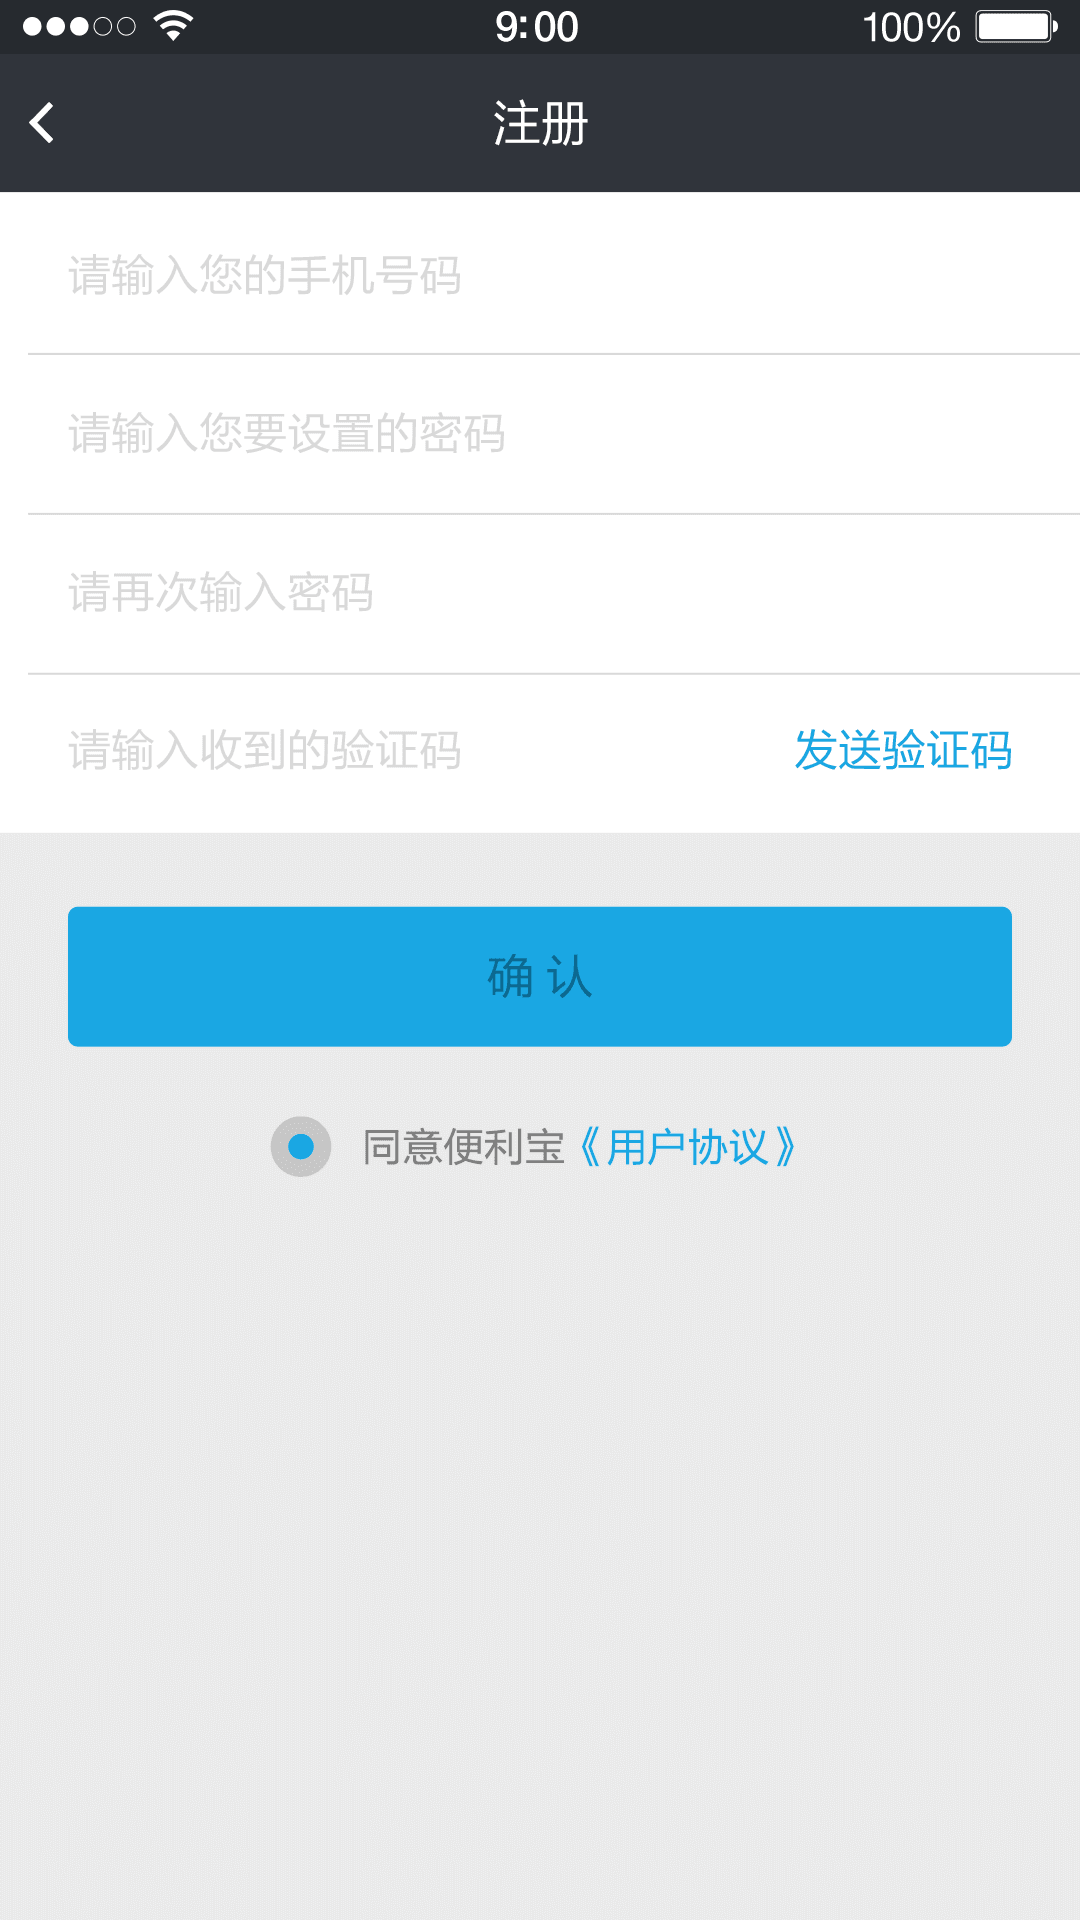 9:00 100%
注册
请输入您的手机号码
请输入您要设置的密码
请再次输入密码
请输入收到的验证码 发送验证码
确 认
同意便利宝《用户协议》